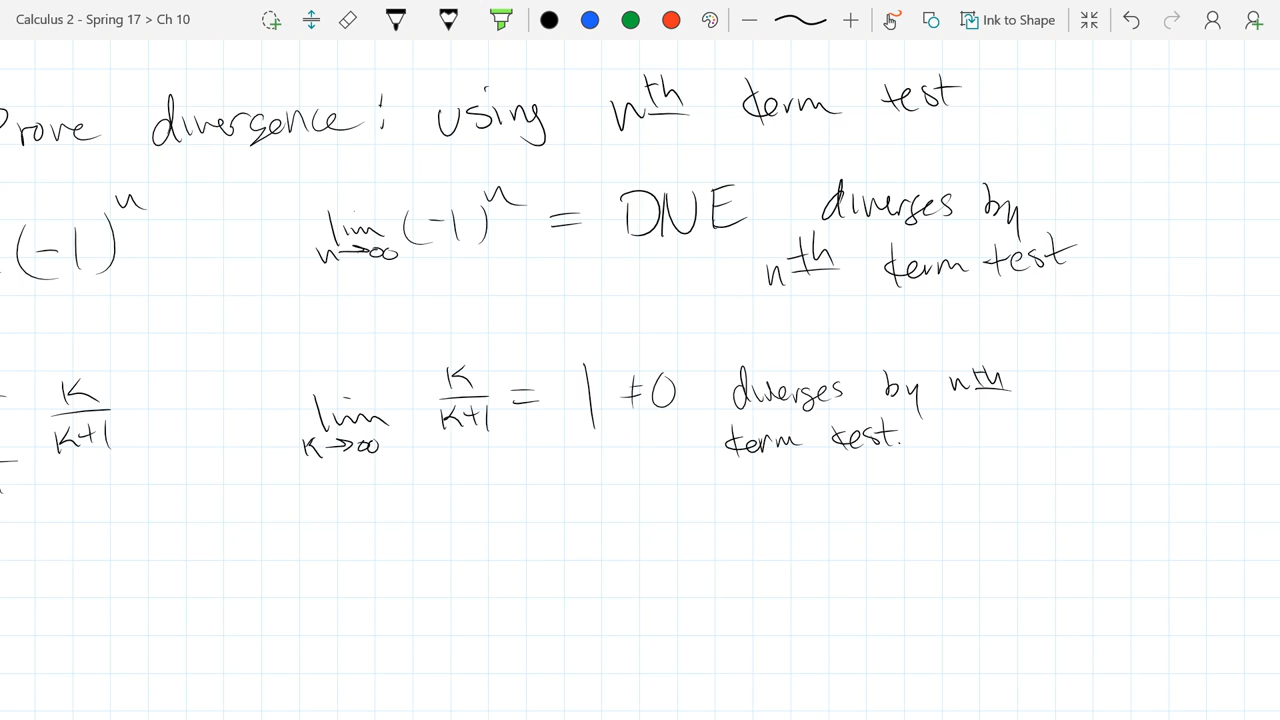 Calculus 2 - Spring 17 > Ch 10 Ink to Shape
Prove divergence: using nth term test
(-1)^n lim n→∞ (-1)^n = DNE diverges by
nth term test
K/K+1 lim K→∞ K/K+1 = 1 ≠0 diverges by nth
term test.